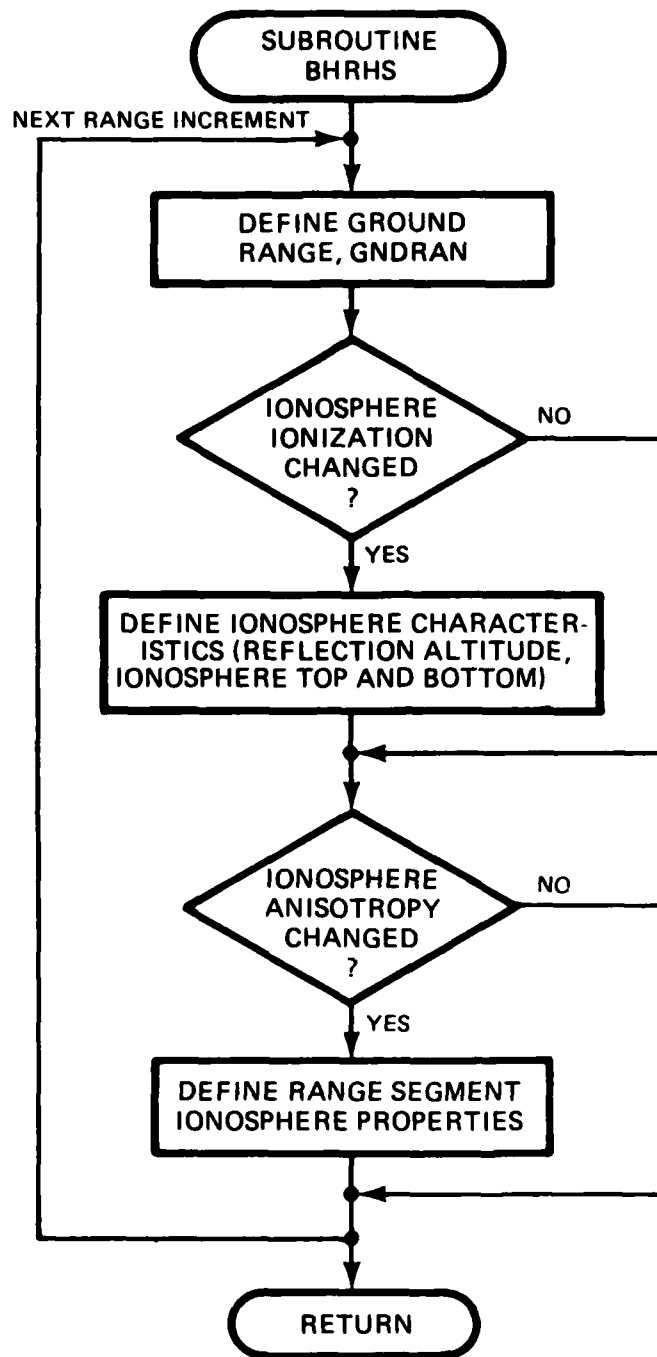 SUBROUTINE
BHRHS
NEXT RANGE INCREMENT
DEFINE GROUND
RANGE, GNDRAN
IONOSPHERE
IONIZATION
CHANGED
?
NO
YES
DEFINE IONOSPHERE CHARACTER-
ISTICS (REFLECTION ALTITUDE,
IONOSPHERE TOP AND BOTTOM)
IONOSPHERE
ANISOTROPY
CHANGED
?
NO
YES
DEFINE RANGE SEGMENT
IONOSPHERE PROPERTIES
RETURN